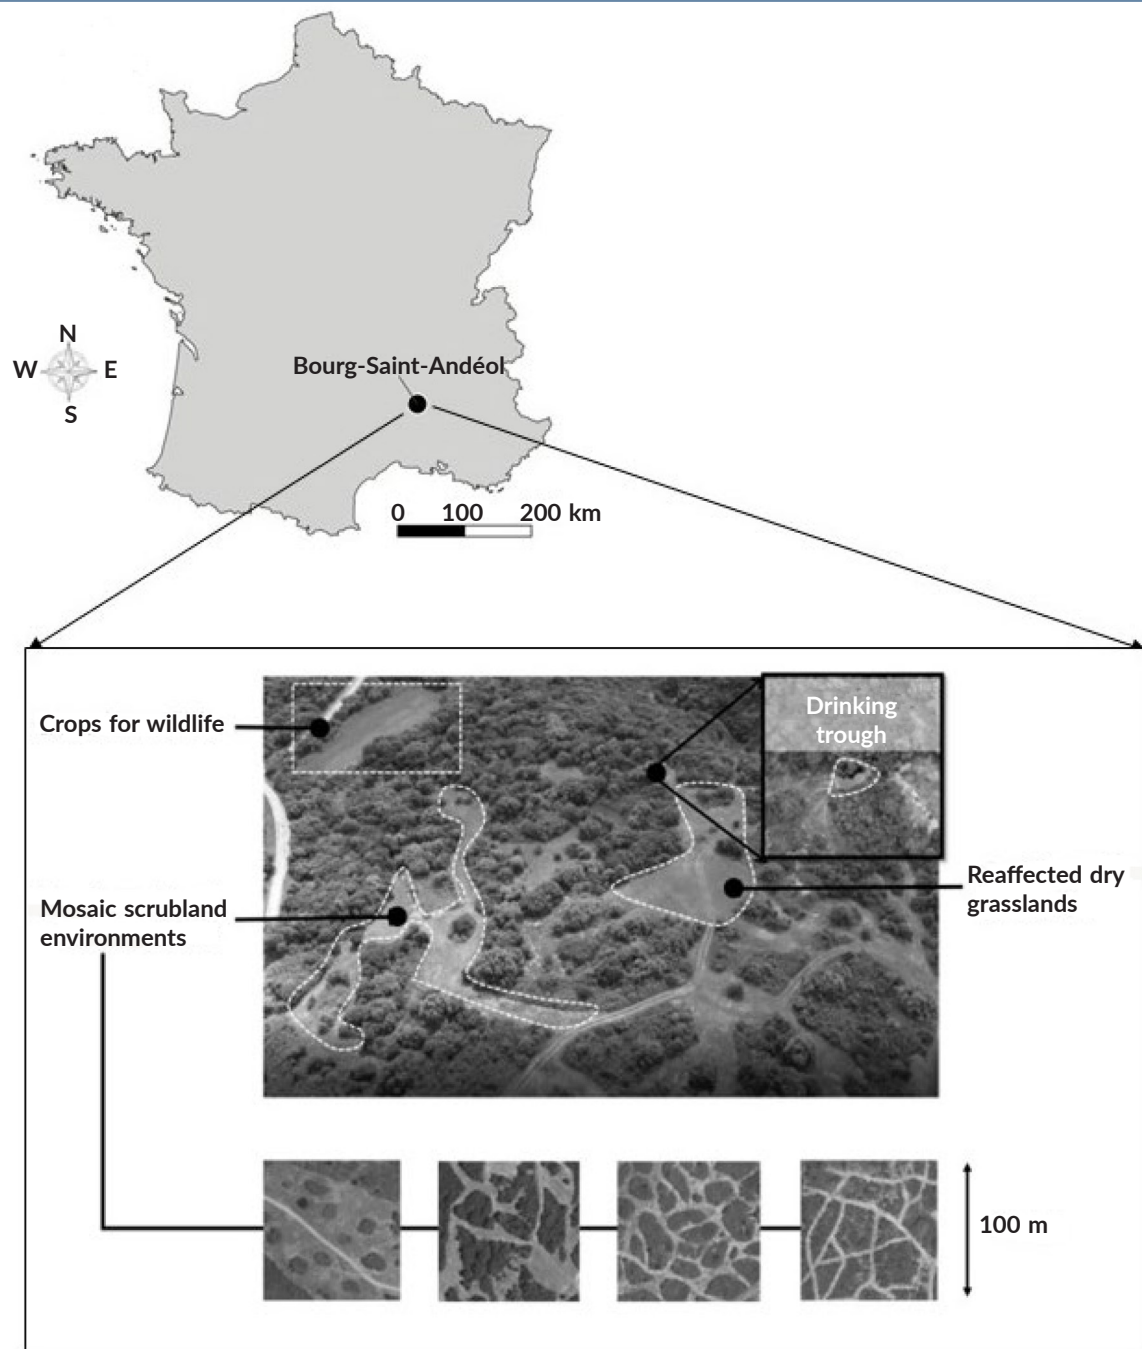 N
W
E
S
Bourg-Saint-Andéol
0 100 200 km
Crops for wildlife
Drinking
trough
Mosaic scrubland
environments
Reaffected dry
grasslands
100 m